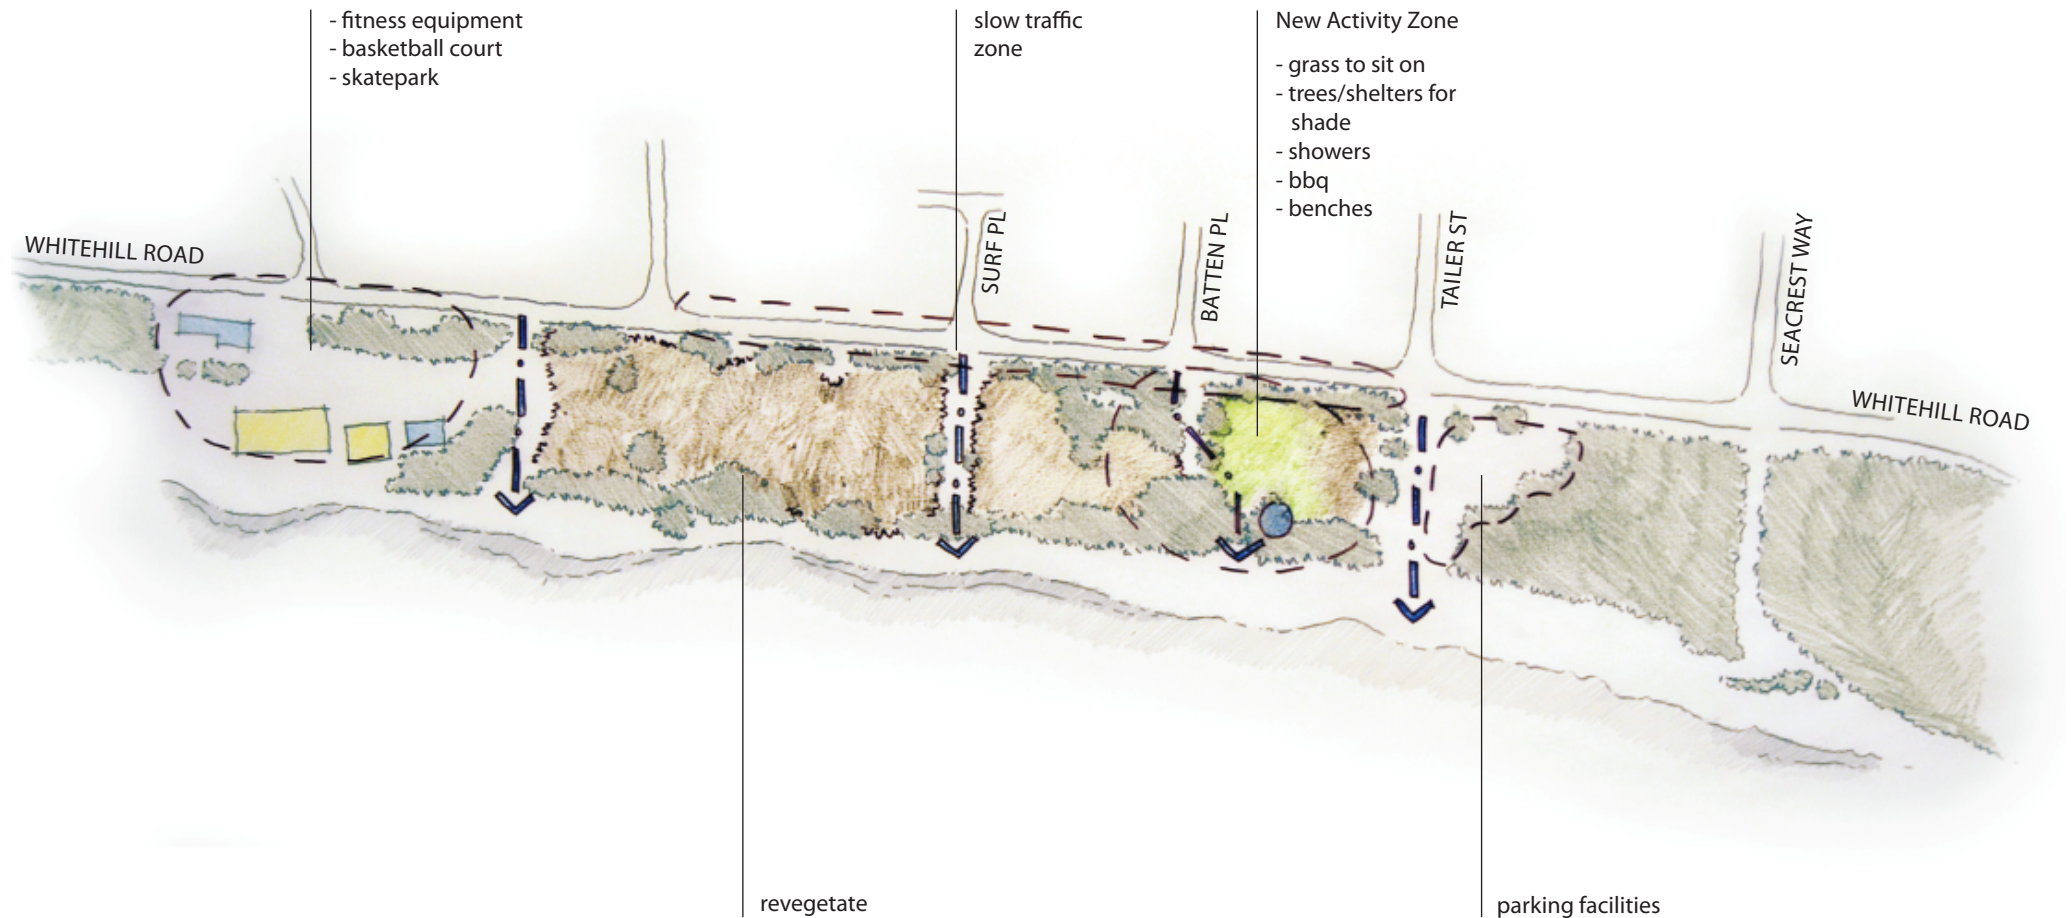 - fitness equipment
- basketball court
- skatepark
slow traffic
zone
New Activity Zone
- grass to sit on
- trees/shelters for
shade
- showers
- bbq
- benches
WHITEHILL ROAD
SURF PL
BATTEN PL
TAILER ST
SEACREST WAY
WHITEHILL ROAD
revegetate
parking facilities